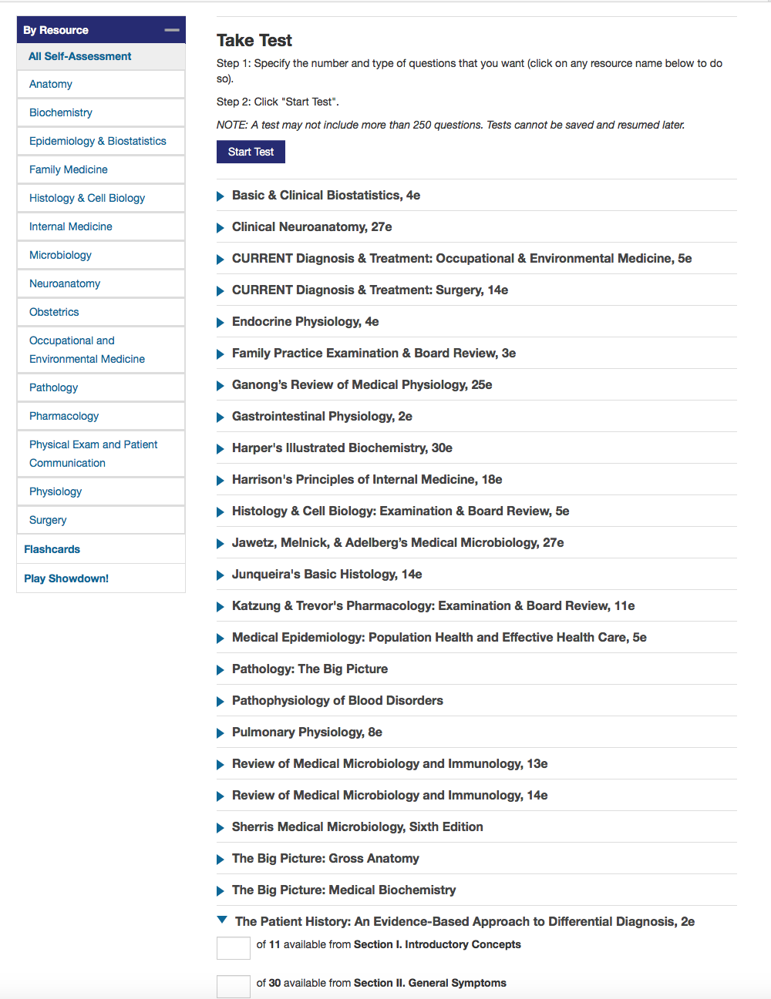 By Resource
All Self-Assessment
Anatomy
Biochemistry
Epidemiology & Biostatistics
Family Medicine
Histology & Cell Biology
Internal Medicine
Microbiology
Neuroanatomy
Obstetrics
Occupational and
Environmental Medicine
Pathology
Pharmacology
Physical Exam and Patient
Communication
Physiology
Surgery
Flashcards
Play Showdown!
Take Test
Step 1: Specify the number and type of questions that you want (click on any resource name below to do
so).
Step 2: Click "Start Test".
NOTE: A test may not include more than 250 questions. Tests cannot be saved and resumed later.
Start Test
Basic & Clinical Biostatistics, 4e
Clinical Neuroanatomy, 27e
CURRENT Diagnosis & Treatment: Occupational & Environmental Medicine, 5e
CURRENT Diagnosis & Treatment: Surgery, 14e
Endocrine Physiology, 4e
Family Practice Examination & Board Review, 3e
Ganong’s Review of Medical Physiology, 25e
Gastrointestinal Physiology, 2e
Harper's Illustrated Biochemistry, 30e
Harrison's Principles of Internal Medicine, 18e
Histology & Cell Biology: Examination & Board Review, 5e
Jawetz, Melnick, & Adelberg’s Medical Microbiology, 27e
Junqueira's Basic Histology, 14e
Katzung & Trevor's Pharmacology: Examination & Board Review, 11e
Medical Epidemiology: Population Health and Effective Health Care, 5e
Pathology: The Big Picture
Pathophysiology of Blood Disorders
Pulmonary Physiology, 8e
Review of Medical Microbiology and Immunology, 13e
Review of Medical Microbiology and Immunology, 14e
Sherris Medical Microbiology, Sixth Edition
The Big Picture: Gross Anatomy
The Big Picture: Medical Biochemistry
The Patient History: An Evidence-Based Approach to Differential Diagnosis, 2e
of 11 available from Section I. Introductory Concepts
of 30 available from Section II. General Symptoms